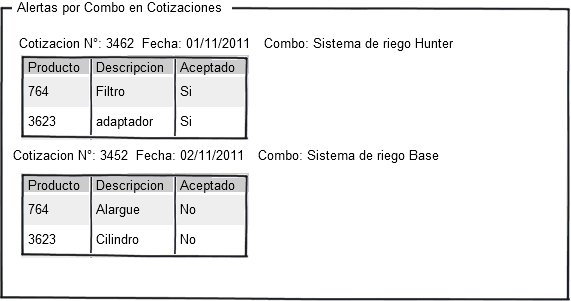 Alertas por Combo en Cotizaciones
Cotizacion N°: 3462 Fecha: 01/11/2011 Combo: Sistema de riego Hunter
Producto Descripcion Aceptado
764 Filtro Si
3623 adaptador Si
Cotizacion N°: 3452 Fecha: 02/11/2011 Combo: Sistema de riego Base
Producto Descripcion Aceptado
764 Alargue No
3623 Cilindro No